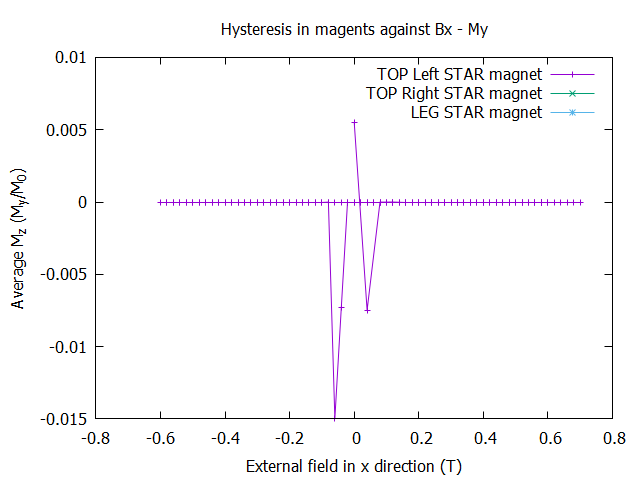 Hysteresis in magents against Bx - My
0.01
0.005
0
-0.005
-0.01
-0.015
-0.8 -0.6 -0.4 -0.2 0 0.2 0.4 0.6 0.8
TOP Left STAR magnet
TOP Right STAR magnet
LEG STAR magnet
Average Mz (My/M0)
External field in x direction (T)